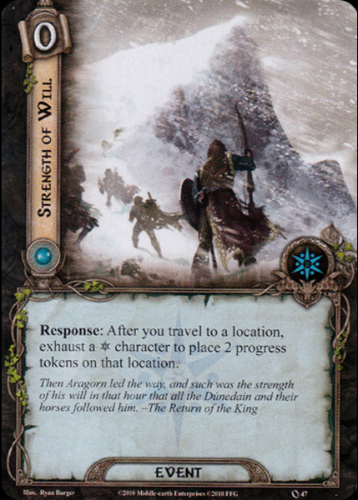 0
STRENGTH OF WILL
Response: After you travel to a location,
exhaust a character to place 2 progress
tokens on that location.
Then Aragorn led the way, and such was the strength
of his will in that hour that all the Dúnedain and their
horses followed him. –The Return of the King
EVENT
Illus. Ryan Barger
©2010 Middle-earth Enterprises ©2010 FFG
47